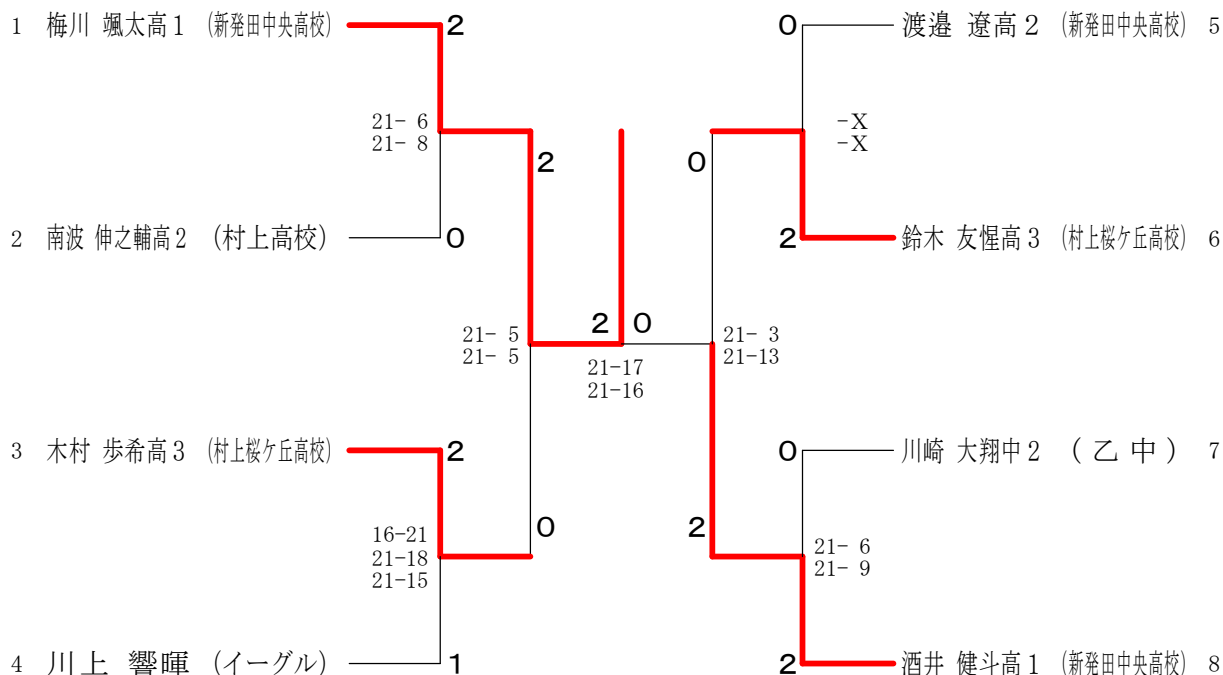 1 梅川 颯太高1 (新発田中央高校) 2
0 渡邉 遼高2 (新発田中央高校) 5
21- 6
21- 8
-X
-X
2
0
2 南波 伸之輔高2 (村上高校) 0
2 鈴木 友惺高3 (村上桜ケ丘高校) 6
21- 5
21- 5
2 0
21-17
21-16
21- 3
21-13
3 木村 歩希高3 (村上桜ケ丘高校) 2
0 川崎 大翔中2 (乙中) 7
16-21
21-18
21-15
0
2
21- 6
21- 9
4 川上 響暉 (イーグル) 1
2 酒井 健斗高1 (新発田中央高校) 8